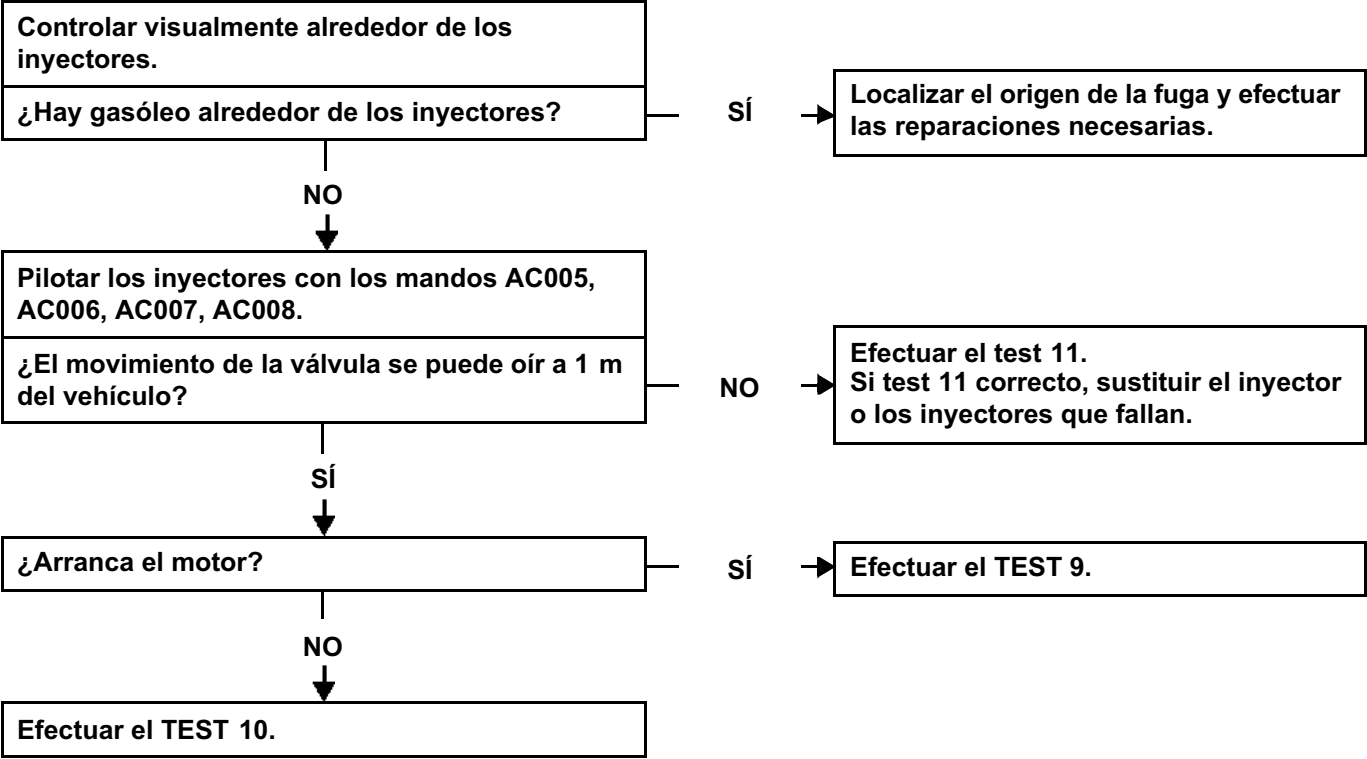 Controlar visualmente alrededor de los
inyectores.
¿Hay gasóleo alrededor de los inyectores?
SÍ
Localizar el origen de la fuga y efectuar
las reparaciones necesarias.
NO
Pilotar los inyectores con los mandos AC005,
AC006, AC007, AC008.
¿El movimiento de la válvula se puede oír a 1 m
del vehículo?
NO
Efectuar el test 11.
Si test 11 correcto, sustituir el inyector
o los inyectores que fallan.
SÍ
¿Arranca el motor?
SÍ
Efectuar el TEST 9.
NO
Efectuar el TEST 10.